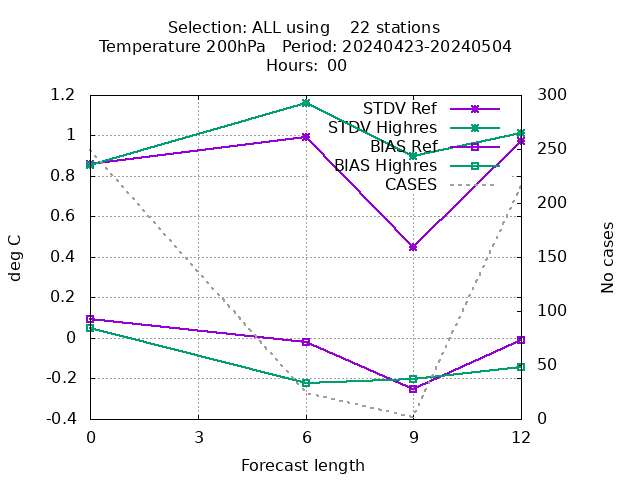 Selection: ALL using    22 stations
Temperature 200hPa   Period: 20240423-20240504
Hours: 00
1.2
1
0.8
0.6
0.4
0.2
0
-0.2
-0.4
300
250
200
150
100
50
0
0
3
6
9
12
deg C
No cases
Forecast length
STDV Ref
STDV Highres
BIAS Ref
BIAS Highres
CASES